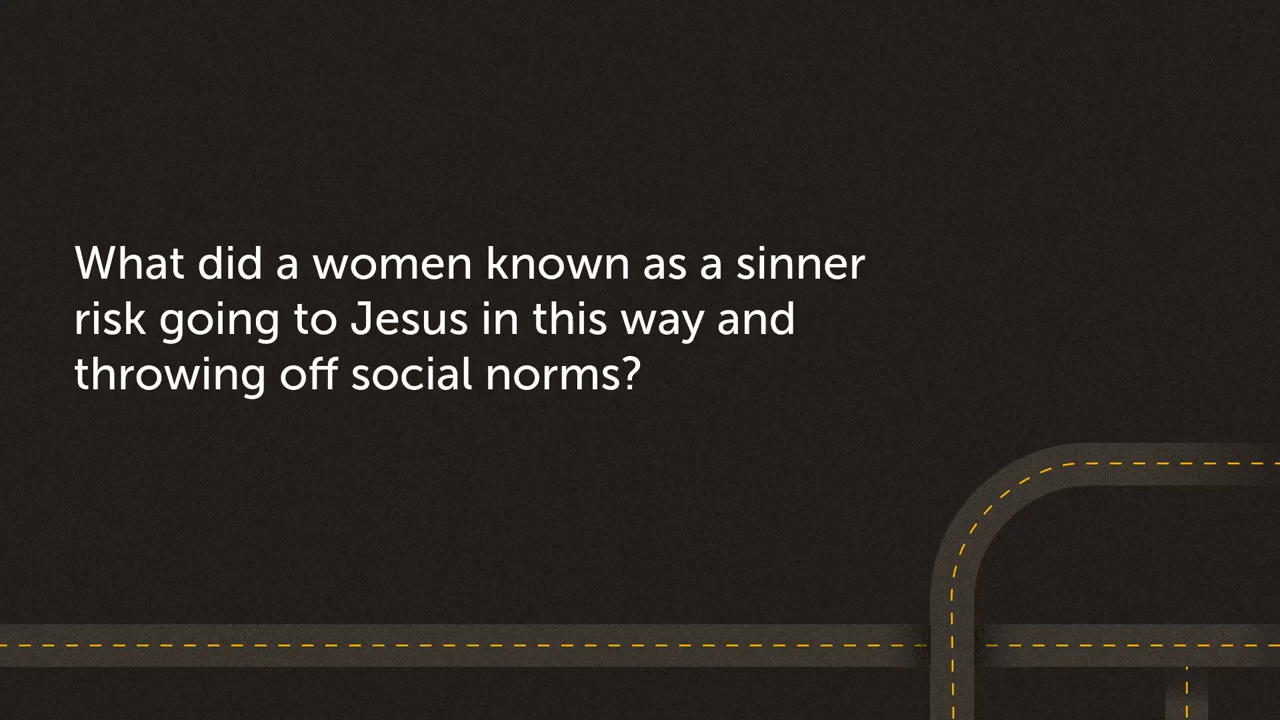 What did a women known as a sinner
risk going to Jesus in this way and
throwing off social norms?